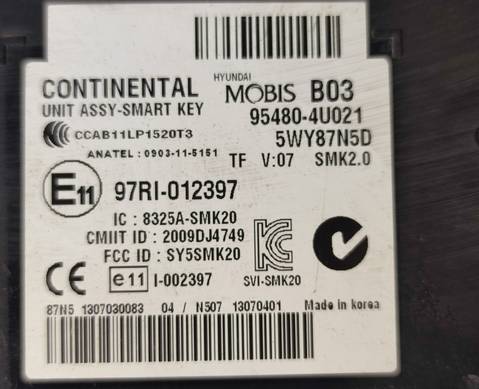 CONTINENTAL HYUNDAI MOBIS B03
UNIT ASSY-SMART KEY 95480-4U021
CCC CCAB11LP1520T3 5WY87N5D
ANATEL : 0903-11-5151 TF V:07 SMK2.0
E11 97RI-012397
IC : 8325A-SMK20
CMIIT ID : 2009DJ4749
FCC ID : SY5SMK20
CE e11 I-002397 SVI-SMK20
87N5 1307030083 04 / N507 13070401 Made in korea